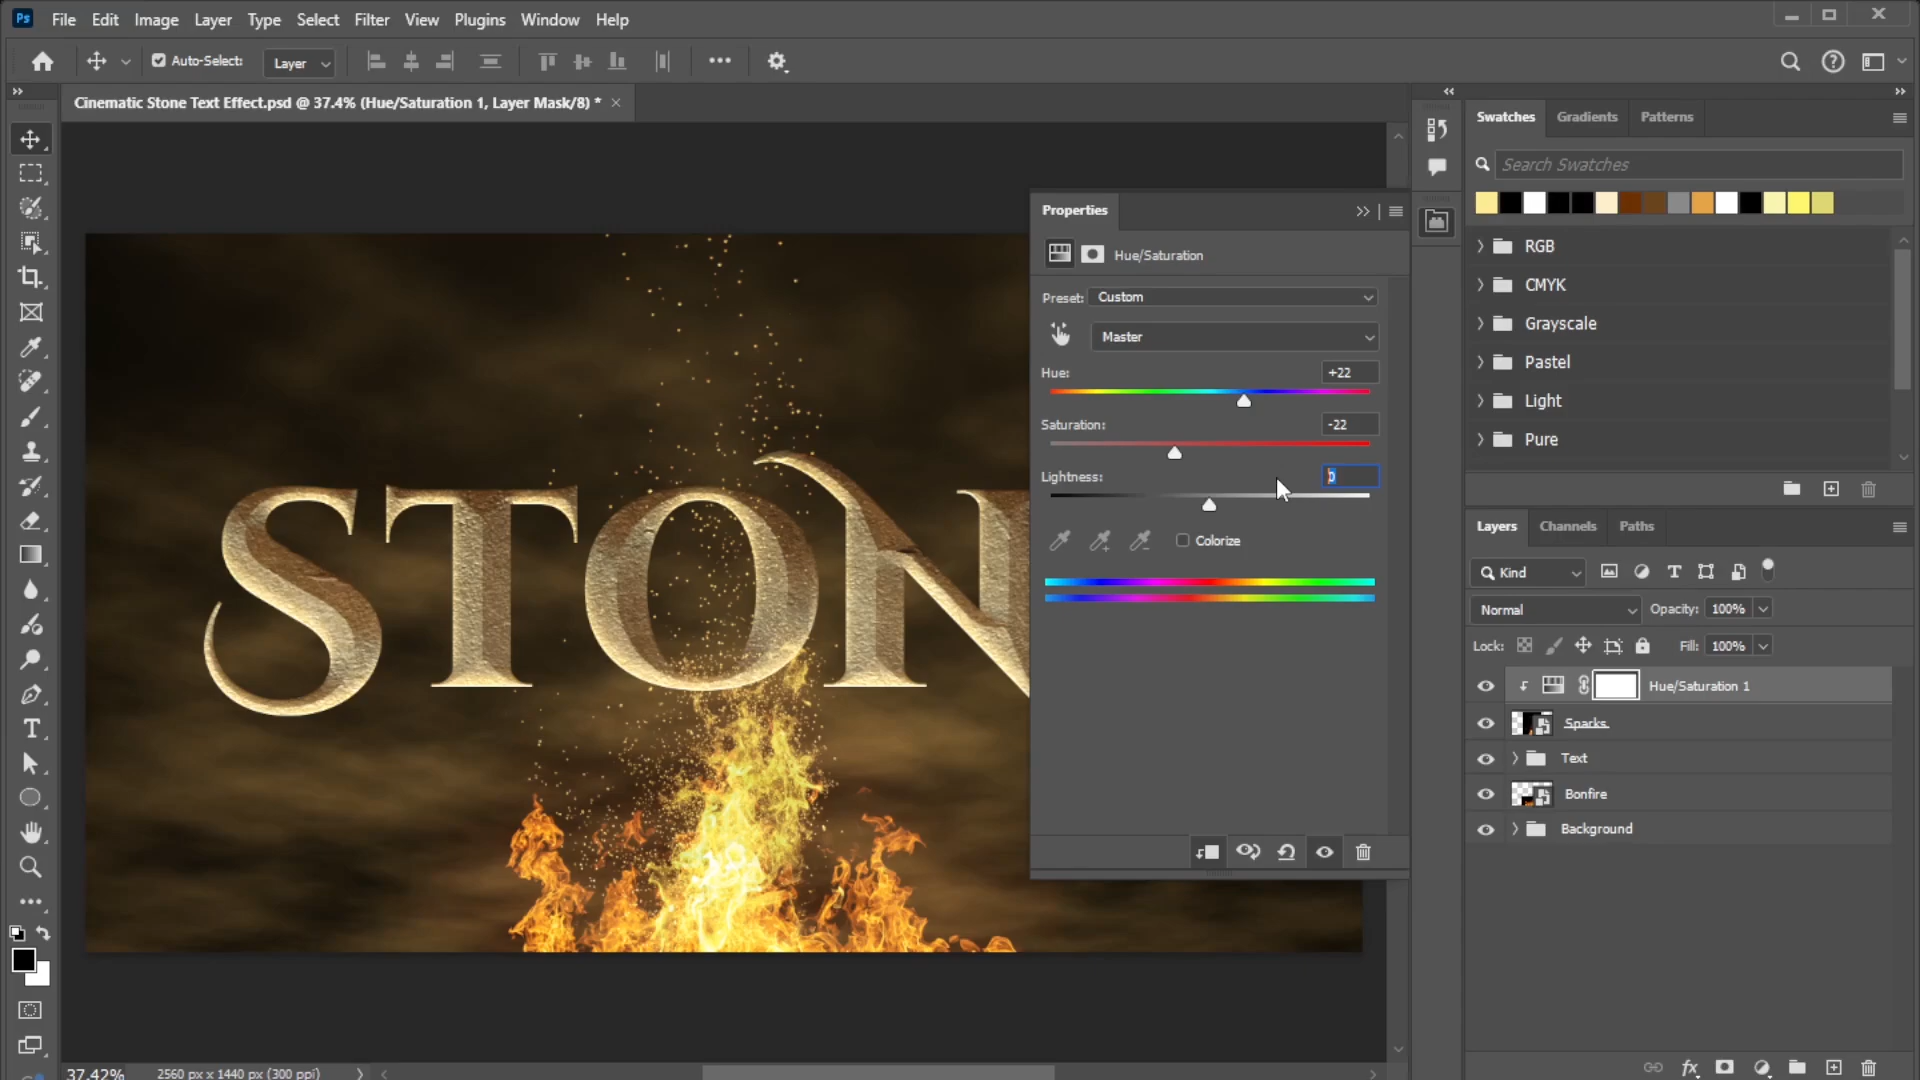 Ps File Edit Image Layer Type Select Filter View Plugins Window Help
Auto-Select: Layer
Cinematic Stone Text Effect.psd @ 37.4% (Hue/Saturation 1, Layer Mask/8) *
Swatches Gradients Patterns
Search Swatches
RGB
CMYK
Grayscale
Pastel
Light
Pure
Properties
Hue/Saturation
Preset: Custom
Master
Hue: +22
Saturation: -22
Lightness: 0
Colorize
STON
Layers Channels Paths
Kind
Normal Opacity: 100%
Lock: Fill: 100%
Hue/Saturation 1
Spacks
Text
Bonfire
Background
fx
37.42% 2560 px x 1440 px (300 ppi)